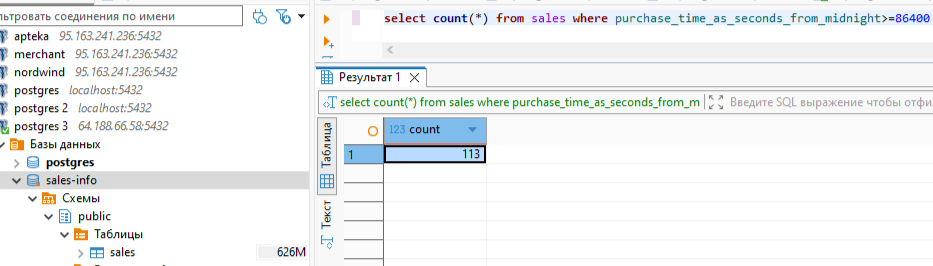 льтровать соединения по имени
apteka 95.163.241.236:5432
merchant 95.163.241.236:5432
nordwind 95.163.241.236:5432
postgres localhost:5432
postgres 2 localhost:5432
postgres 3 64.188.66.58:5432
Базы данных
postgres
sales-info
Схемы
public
Таблицы
sales 626M
select count(*) from sales where purchase_time_as_seconds_from_midnight>=86400
Результат 1
select count(*) from sales where purchase_time_as_seconds_from_m
Введите SQL выражение чтобы отфи
Таблица
Текст
123 count
1 113